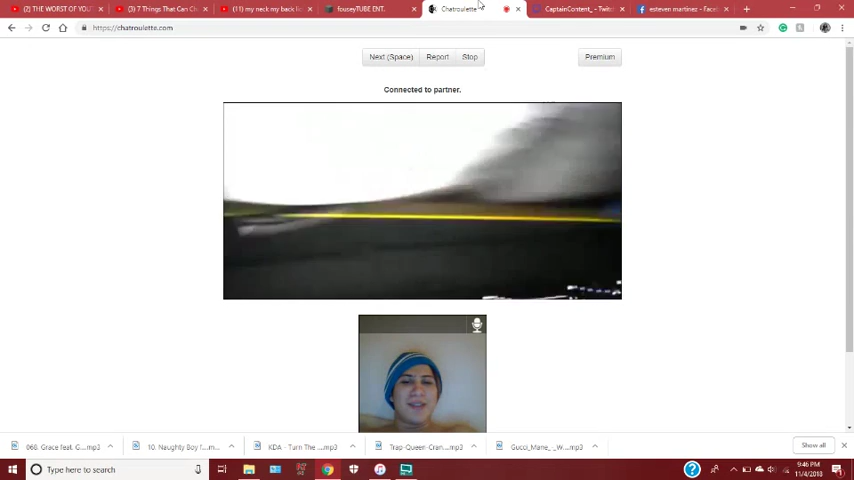 (2) THE WORST OF YOU
(3) 7 Things That Can Ch
(11) my neck my back li
fouseyTUBE ENT.
Chatroulette
CaptainContent_ - Twitch
esteven martinez - Face
https://chatroulette.com
Next (Space)
Report
Stop
Premium
Connected to partner.
068. Grace feat. G....mp3
10. Naughty Boy f....mp3
KDA - Turn The ....mp3
Trap-Queen-Cran....mp3
Gucci_Mane_-_W....mp3
Show all
Type here to search
9:46 PM
11/4/2018